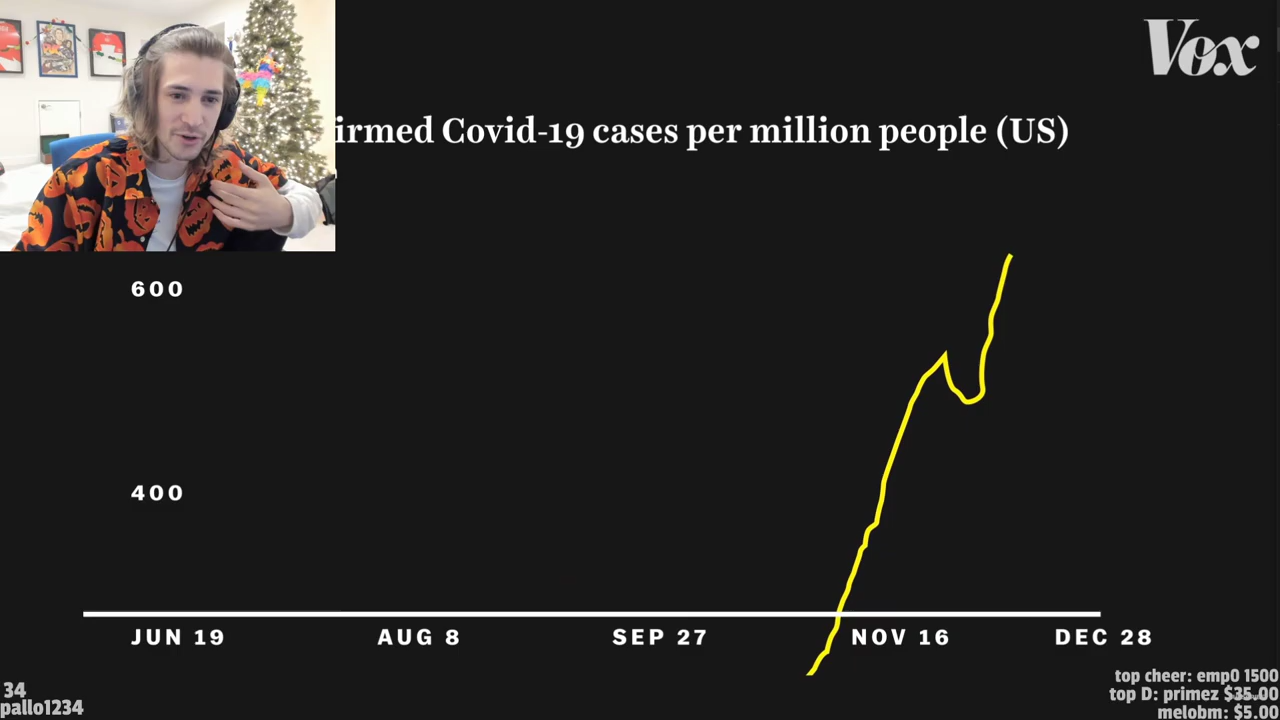 Vox
irmed Covid-19 cases per million people (US)
600
400
JUN 19 AUG 8 SEP 27 NOV 16 DEC 28
34
pallo1234
top cheer: emp0 1500
top D: primez $35.00
melobm: $5.00